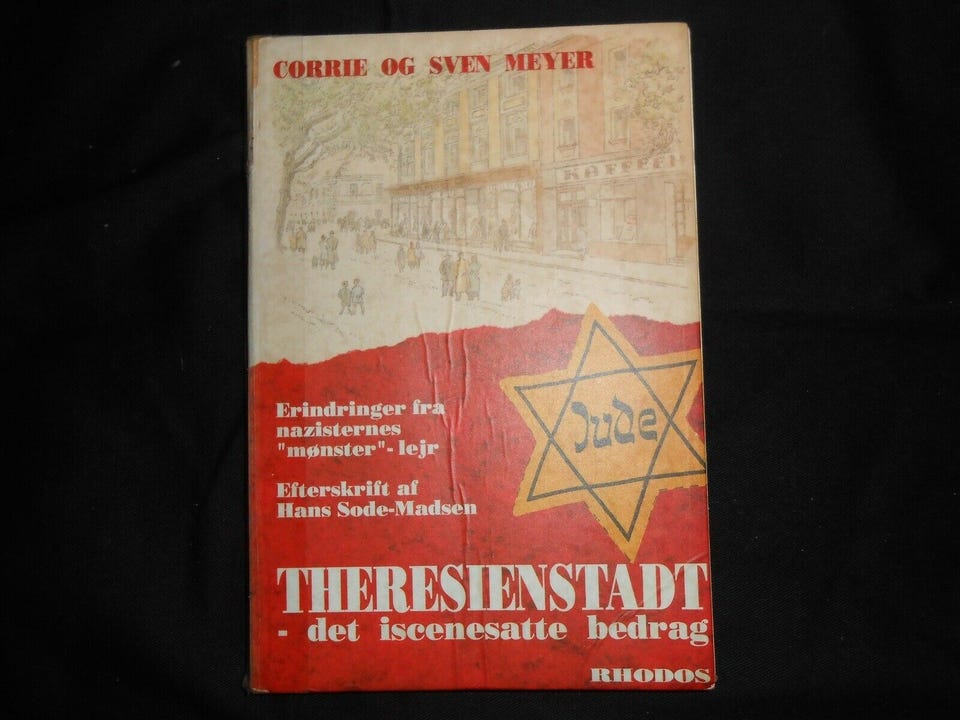 CORRIE OG SVEN MEYER
KAFFEEH
Erindringer fra
nazisternes
"mønster"- lejr
Jude
Efterskrift af
Hans Sode-Madsen
THERESIENSTADT
- det iscenesatte bedrag
RHODOS